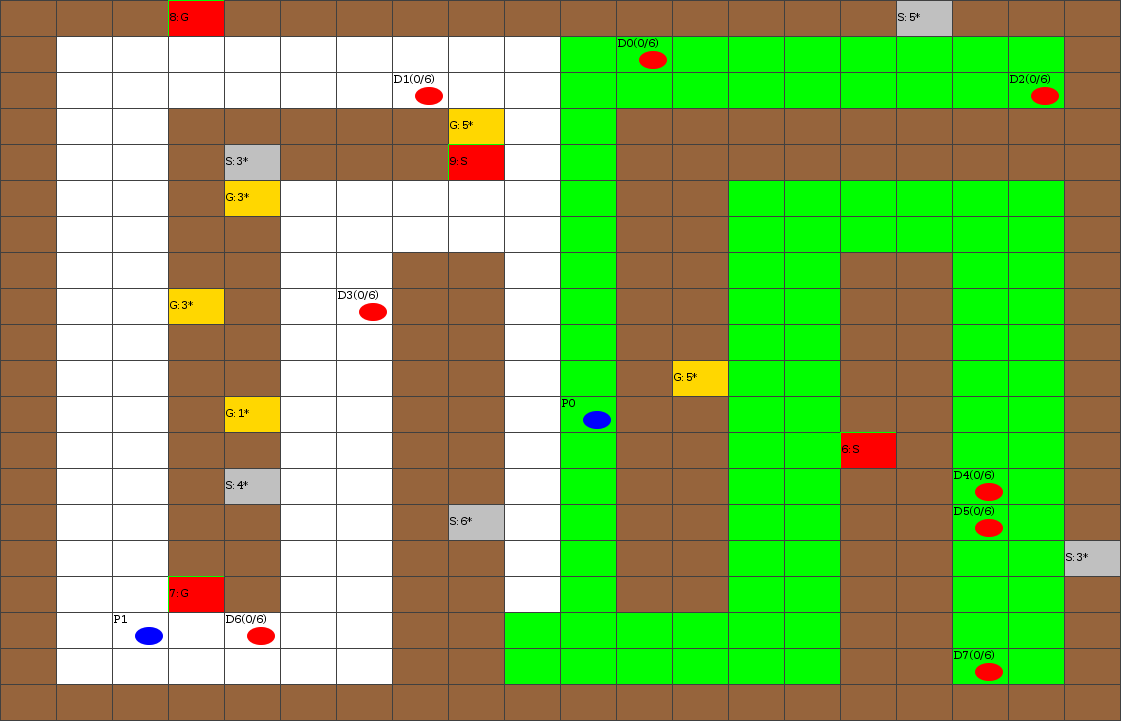 8:G
S:5*
D0(0/6)
D1(0/6)
D2(0/6)
G:5*
S:3*
9:S
G:3*
G:3*
D3(0/6)
G:5*
P0
G:1*
6:S
S:4*
D4(0/6)
S:6*
D5(0/6)
S:3*
7:G
P1
D6(0/6)
D7(0/6)